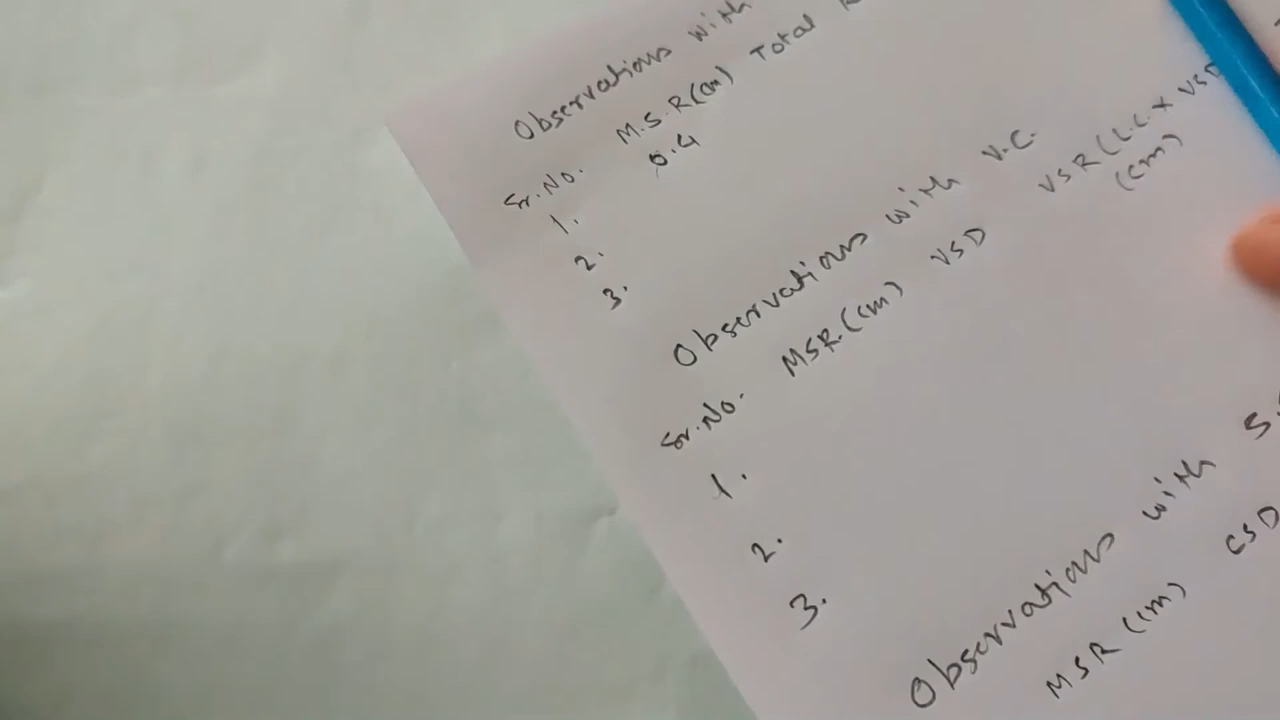 Observations with
Sr.No. M.S.R(cm) Total
1. 0.4
2.
3.
Observations with V.C.
Sr.No. MSR.(cm) VSD VSR(L.C.x VSD
(cm)
1.
2.
3.
Observations with S.
MSR (cm) CSD